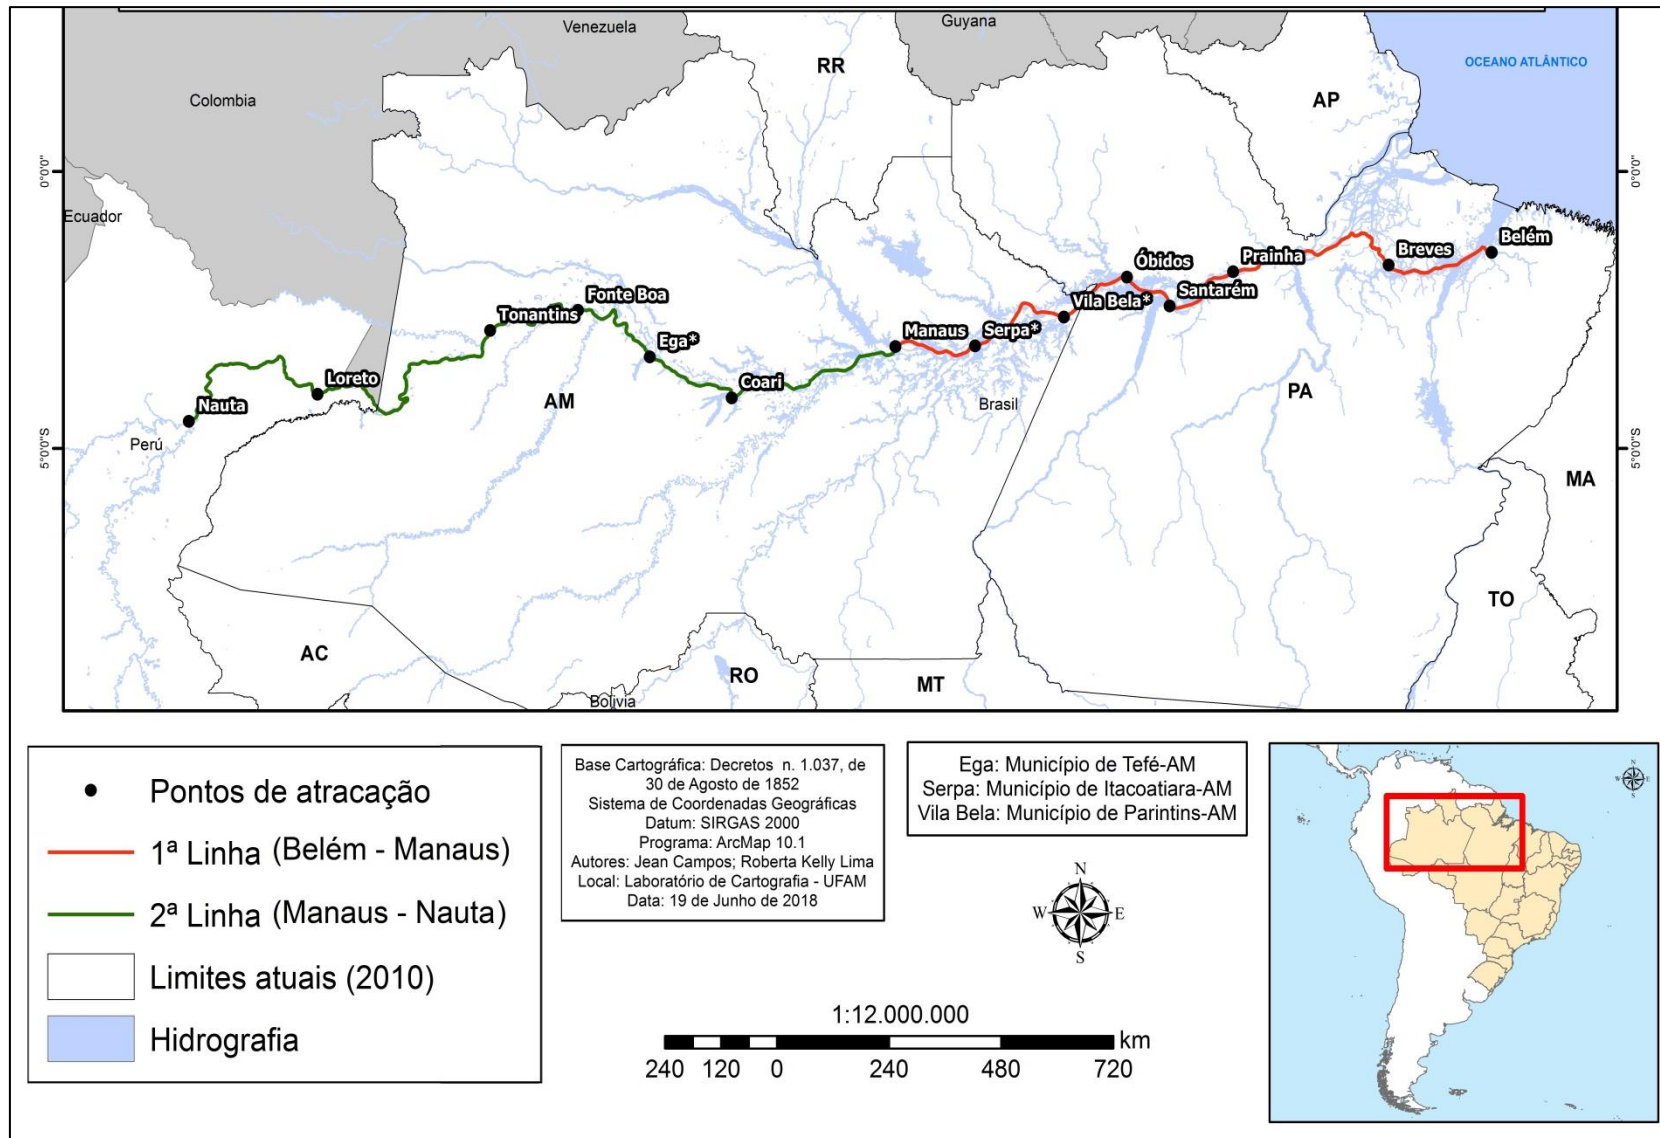 Venezuela
Guyana
RR
OCEANO ATLÂNTICO
Colombia
AP
0°0'0"
0°0'0"
Ecuador
Belém
Óbidos
Prainha
Breves
Fonte Boa
Vila Bela*
Santarém
Tonantins
Manaus
Serpa*
Ega*
Loreto
Coari
Nauta
AM
Brasil
PA
Perú
5°0'0"S
5°0'0"S
MA
TO
AC
RO
MT
Bolivia
Pontos de atracação
1ª Linha (Belém - Manaus)
2ª Linha (Manaus - Nauta)
Limites atuais (2010)
Hidrografia
Base Cartográfica: Decretos n. 1.037, de
30 de Agosto de 1852
Sistema de Coordenadas Geográficas
Datum: SIRGAS 2000
Programa: ArcMap 10.1
Autores: Jean Campos; Roberta Kelly Lima
Local: Laboratório de Cartografia - UFAM
Data: 19 de Junho de 2018
Ega: Município de Tefé-AM
Serpa: Município de Itacoatiara-AM
Vila Bela: Município de Parintins-AM
N
W E
S
1:12.000.000
km
240 120 0 240 480 720
N
W E
S